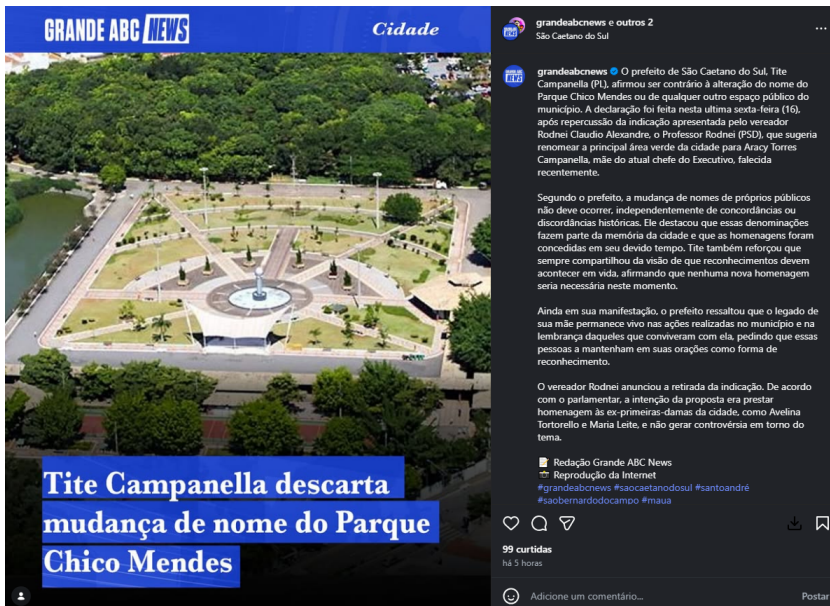 GRANDE ABC NEWS
Cidade
Tite Campanella descarta
mudança de nome do Parque
Chico Mendes
grandeabcnews e outros 2
São Caetano do Sul
grandeabcnews O prefeito de São Caetano do Sul, Tite
Campanella (PL), afirmou ser contrário à alteração do nome do
Parque Chico Mendes ou de qualquer outro espaço público do
município. A declaração foi feita nesta ultima sexta-feira (16),
após repercussão da indicação apresentada pelo vereador
Rodnei Claudio Alexandre, o Professor Rodnei (PSD), que sugeria
renomear a principal área verde da cidade para Aracy Torres
Campanella, mãe do atual chefe do Executivo, falecida
recentemente.
Segundo o prefeito, a mudança de nomes de próprios públicos
não deve ocorrer, independentemente de concordâncias ou
discordâncias históricas. Ele destacou que essas denominações
fazem parte da memória da cidade e que as homenagens foram
concedidas em seu devido tempo. Tite também reforçou que
sempre compartilhou da visão de que reconhecimentos devem
acontecer em vida, afirmando que nenhuma nova homenagem
seria necessária neste momento.
Ainda em sua manifestação, o prefeito ressaltou que o legado de
sua mãe permanece vivo nas ações realizadas no município e na
lembrança daqueles que conviveram com ela, pedindo que essas
pessoas a mantenham em suas orações como forma de
reconhecimento.
O vereador Rodnei anunciou a retirada da indicação. De acordo
com o parlamentar, a intenção da proposta era prestar
homenagem às ex-primeiras-damas da cidade, como Avelina
Tortorello e Maria Leite, e não gerar controvérsia em torno do
tema.
Redação Grande ABC News
Reprodução da Internet
#grandeabcnews #saocaetanodosul #santoandré
#saobernardodocampo #maua
99 curtidas
há 5 horas
Adicione um comentário...
Postar